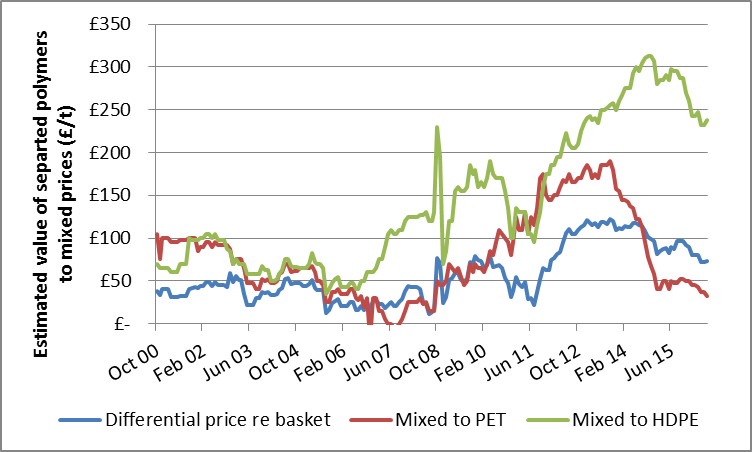 Estimated value of separted polymers
to mixed prices (£/t)
£350
£300
£250
£200
£150
£100
£50
£-
Oct 00
Feb 02
Jun 03
Oct 04
Feb 06
Jun 07
Oct 08
Feb 10
Jun 11
Oct 12
Feb 14
Jun 15
Differential price re basket
Mixed to PET
Mixed to HDPE